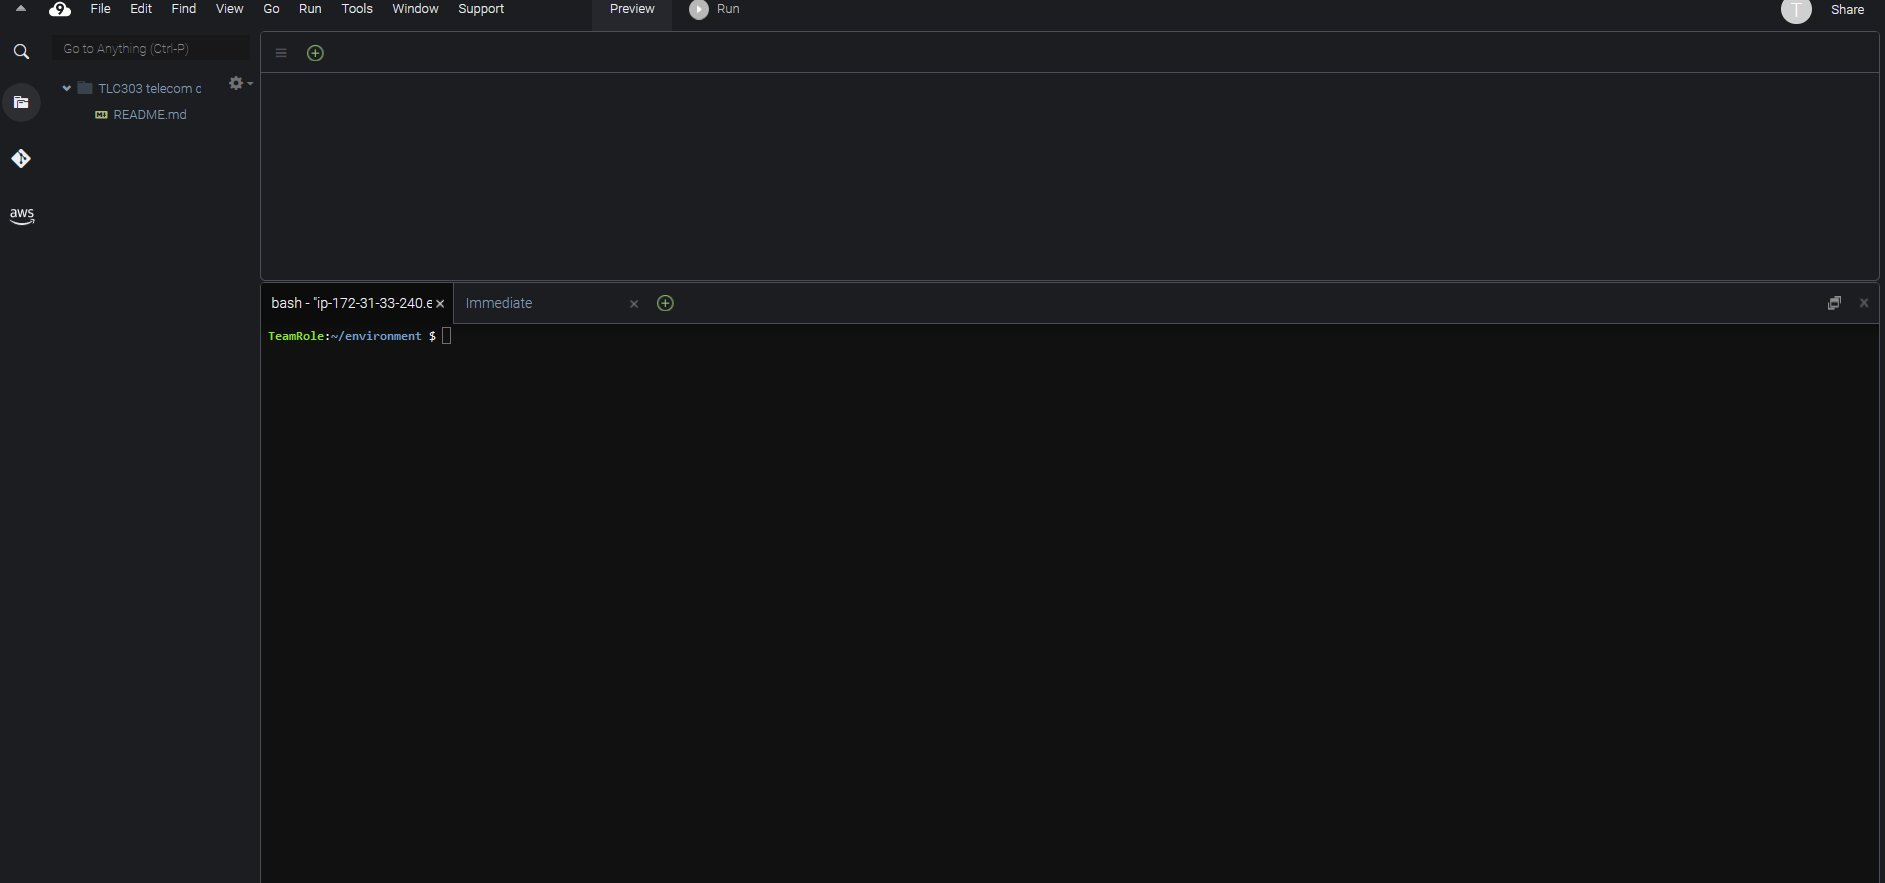 9 File Edit Find View Go Run Tools Window Support Preview Run T Share
Go to Anything (Ctrl-P)
TLC303 telecom c
README.md
aws
bash - "ip-172-31-33-240.e × Immediate ×
TeamRole:~/environment $